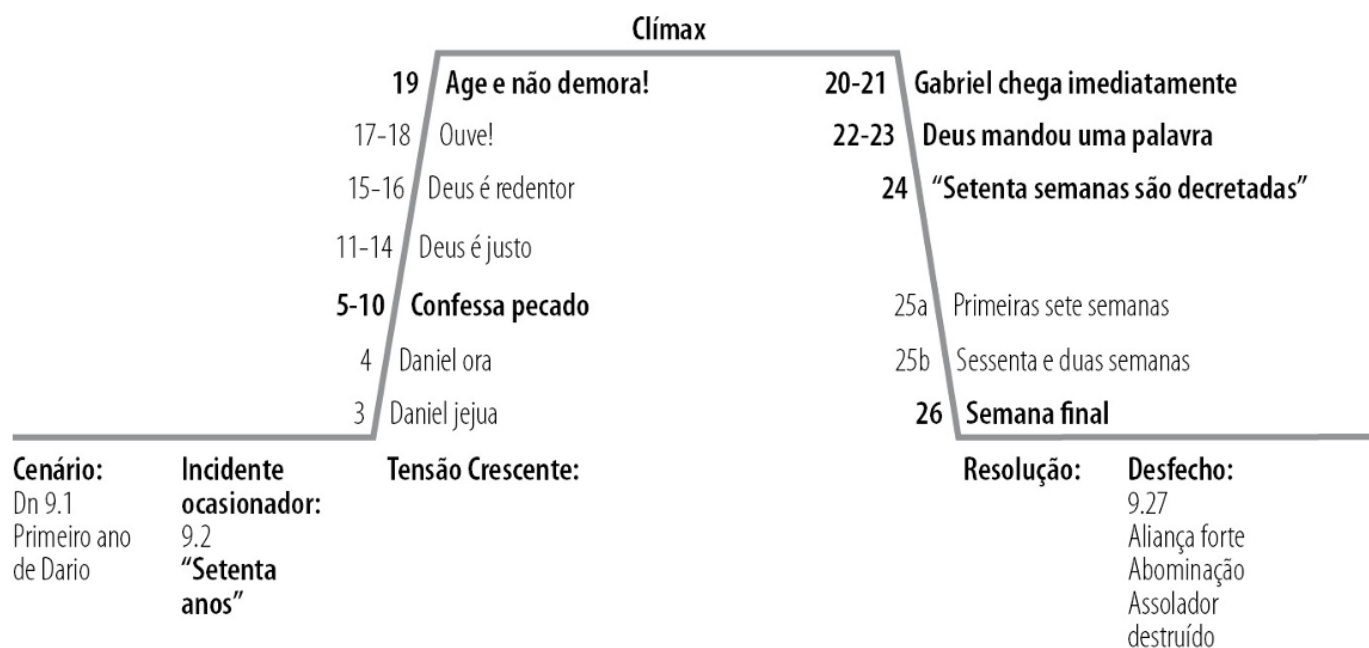 Clímax
19 Age e não demora!
17-18 Ouve!
15-16 Deus é redentor
11-14 Deus é justo
5-10 Confessa pecado
4 Daniel ora
3 Daniel jejua
20-21 Gabriel chega imediatamente
22-23 Deus mandou uma palavra
24 “Setenta semanas são decretadas”
25a Primeiras sete semanas
25b Sessenta e duas semanas
26 Semana final
Cenário:
Dn 9.1
Primeiro ano
de Dario
Incidente
ocasionador:
9.2
“Setenta
anos”
Tensão Crescente:
Resolução:
Desfecho:
9.27
Aliança forte
Abominação
Assolador
destruído